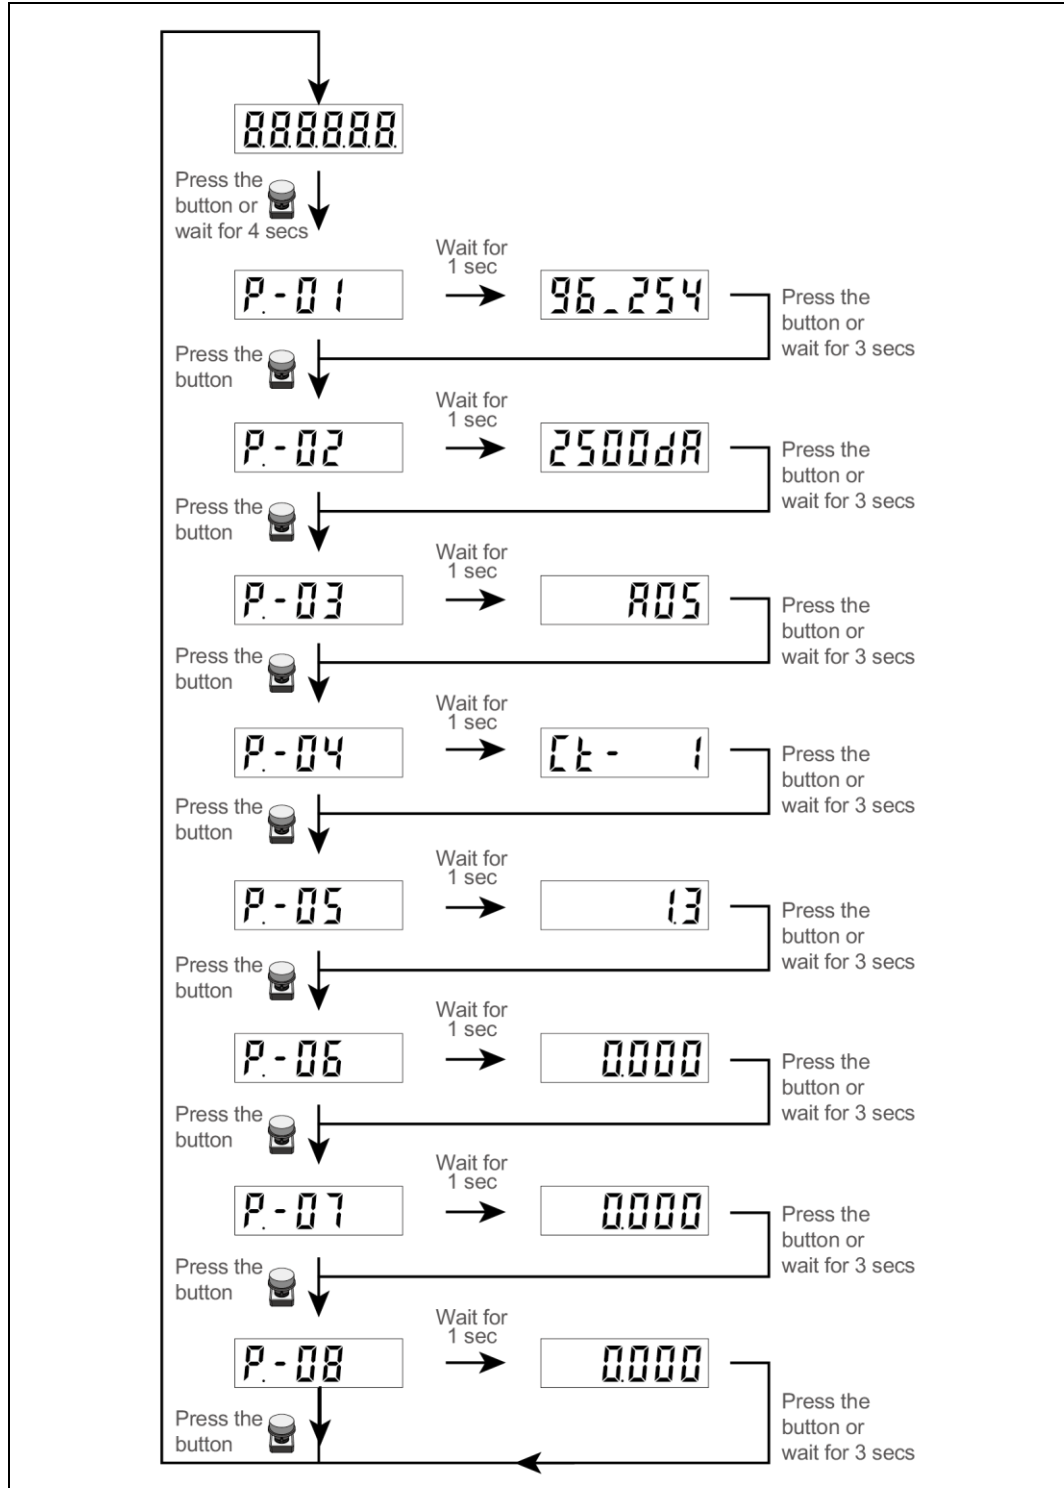 8.8.8.8.8.8.
Press the
button or
wait for 4 secs
P.-01
Wait for
1 sec
96_254
Press the
button or
wait for 3 secs
Press the
button
P.-02
Wait for
1 sec
2500dA
Press the
button or
wait for 3 secs
Press the
button
P.-03
Wait for
1 sec
A05
Press the
button or
wait for 3 secs
Press the
button
P.-04
Wait for
1 sec
Ct- 1
Press the
button or
wait for 3 secs
Press the
button
P.-05
Wait for
1 sec
1.3
Press the
button or
wait for 3 secs
Press the
button
P.-06
Wait for
1 sec
0.000
Press the
button or
wait for 3 secs
Press the
button
P.-07
Wait for
1 sec
0.000
Press the
button or
wait for 3 secs
Press the
button
P.-08
Wait for
1 sec
0.000
Press the
button or
wait for 3 secs
Press the
button